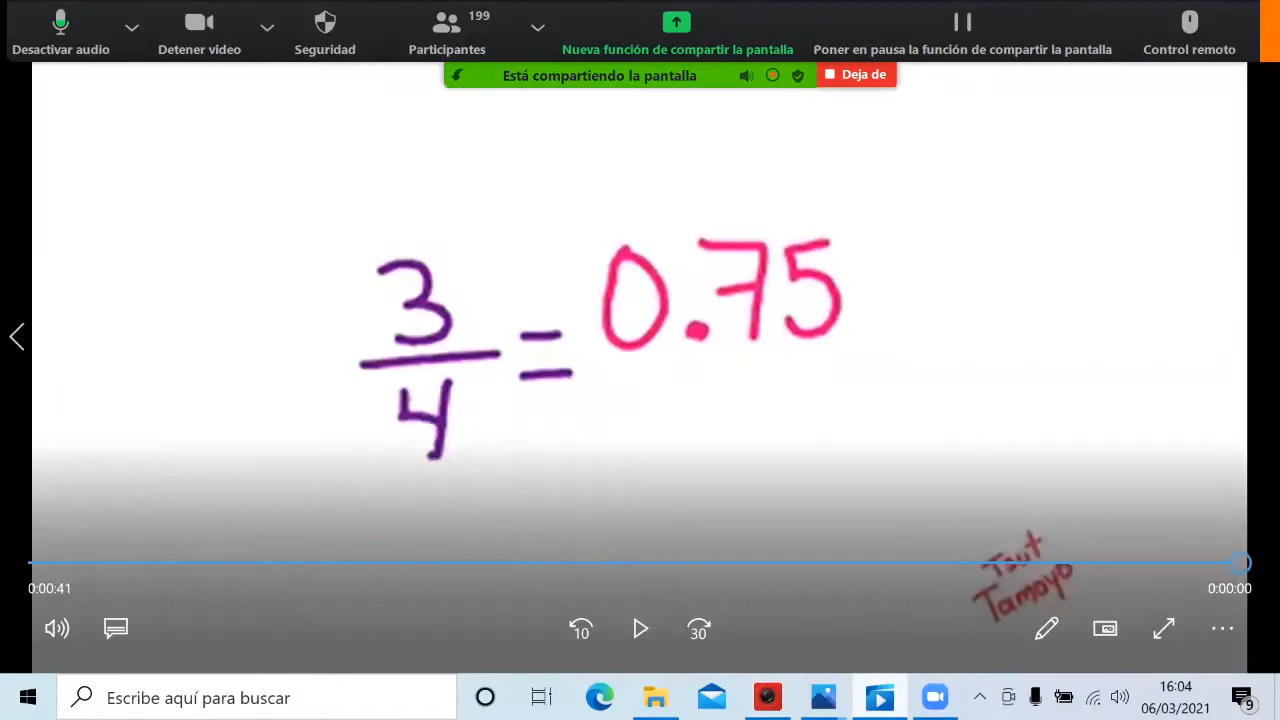 199
Desactivar audio Detener video Seguridad Participantes Nueva función de compartir la pantalla Poner en pausa la función de compartir la pantalla Control remoto
Está compartiendo la pantalla Deja de
3
4
= 0.75
Tamayo
0:00:41 0:00:00
10 30
Escribe aquí para buscar
16:04
06/03/2021
9